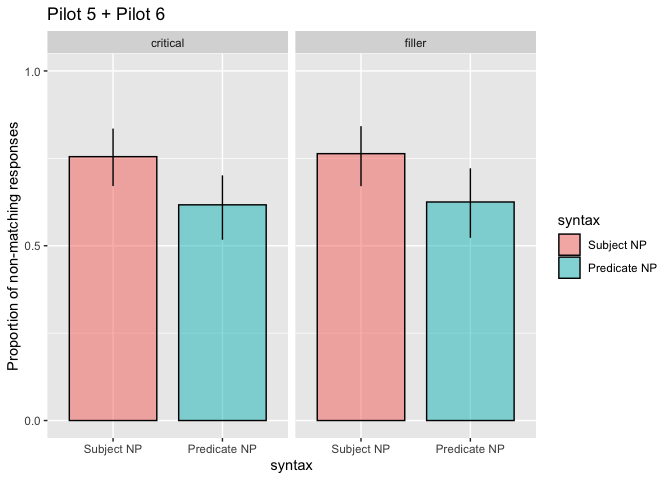 Pilot 5 + Pilot 6
critical
filler
Proportion of non-matching responses
1.0
0.5
0.0
Subject NP
Predicate NP
Subject NP
Predicate NP
syntax
syntax
Subject NP
Predicate NP